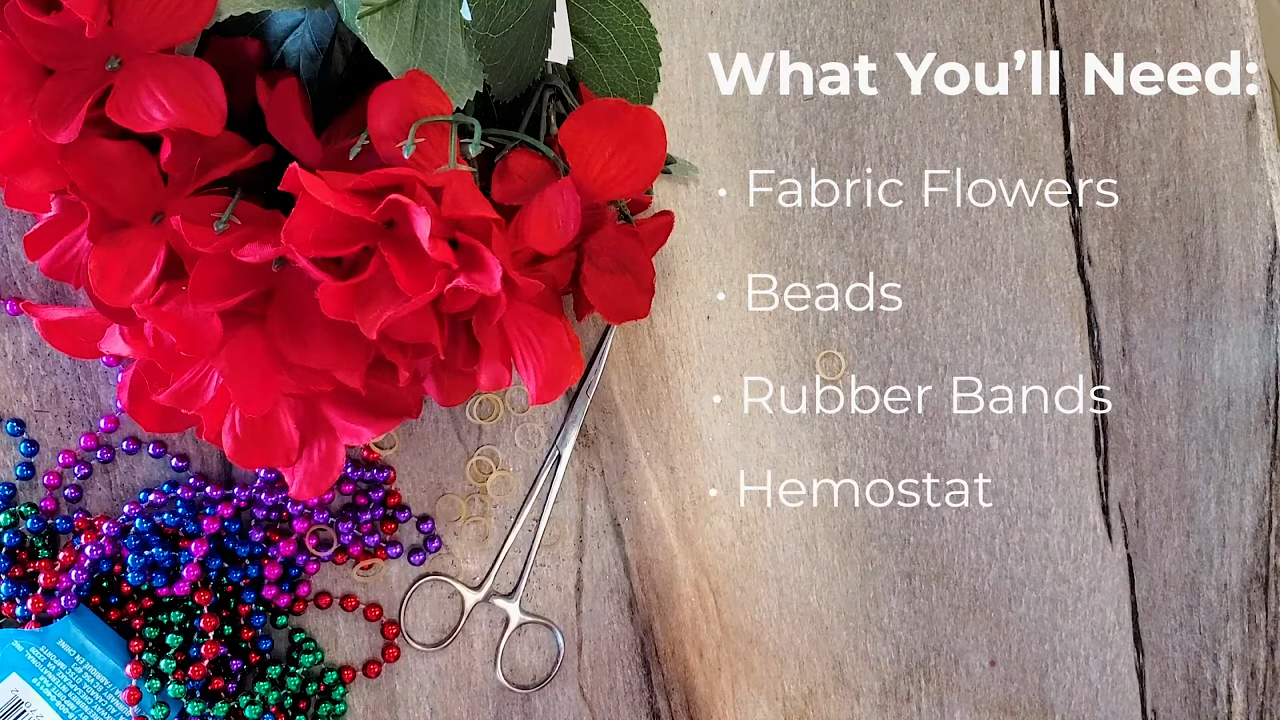 What You’ll Need:
• Fabric Flowers
• Beads
• Rubber Bands
• Hemostat